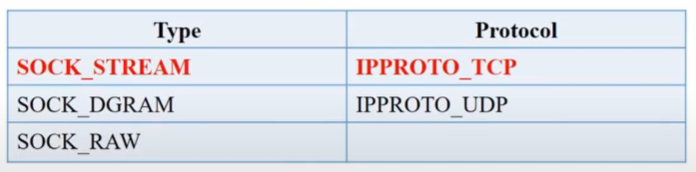 Type Protocol
SOCK_STREAM IPPROTO_TCP
SOCK_DGRAM IPPROTO_UDP
SOCK_RAW